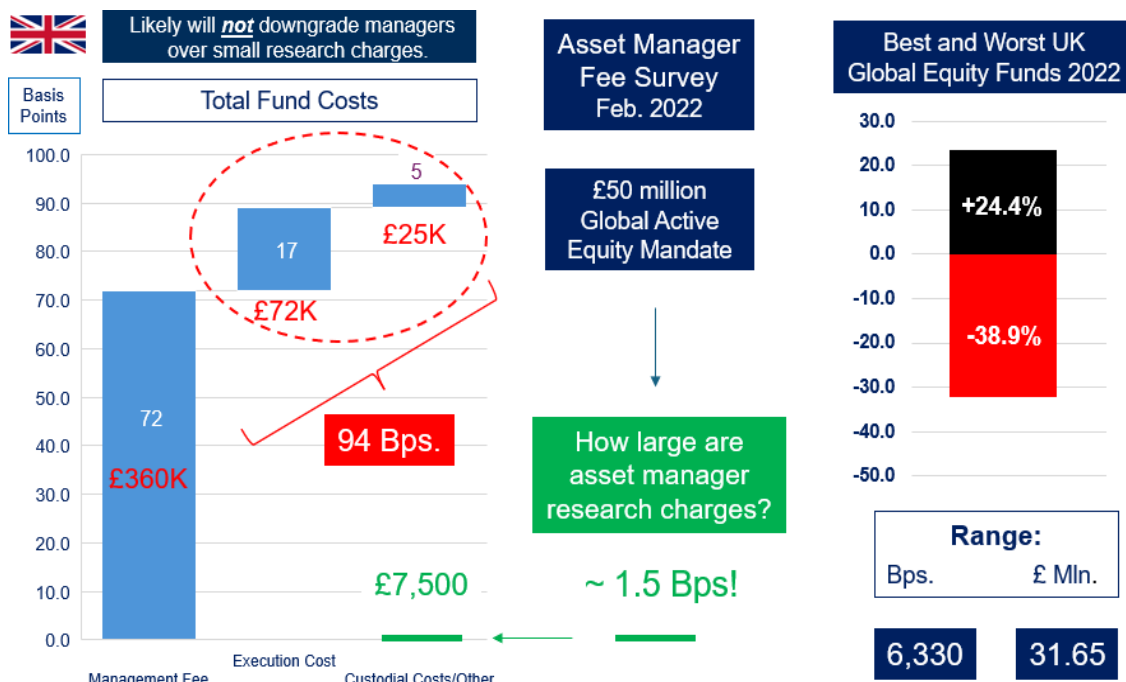 Likely will not downgrade managers
over small research charges.
Basis
Points
Total Fund Costs
100.0
90.0
80.0
70.0
60.0
50.0
40.0
30.0
20.0
10.0
0.0
72
£360K
17
£72K
5
£25K
94 Bps.
£7,500
Management Fee
Execution Cost
Custodial Costs/Other
Asset Manager
Fee Survey
Feb. 2022
£50 million
Global Active
Equity Mandate
How large are
asset manager
research charges?
~ 1.5 Bps!
Best and Worst UK
Global Equity Funds 2022
30.0
20.0
10.0
0.0
-10.0
-20.0
-30.0
-40.0
-50.0
+24.4%
-38.9%
Range:
Bps. £ Mln.
6,330 31.65